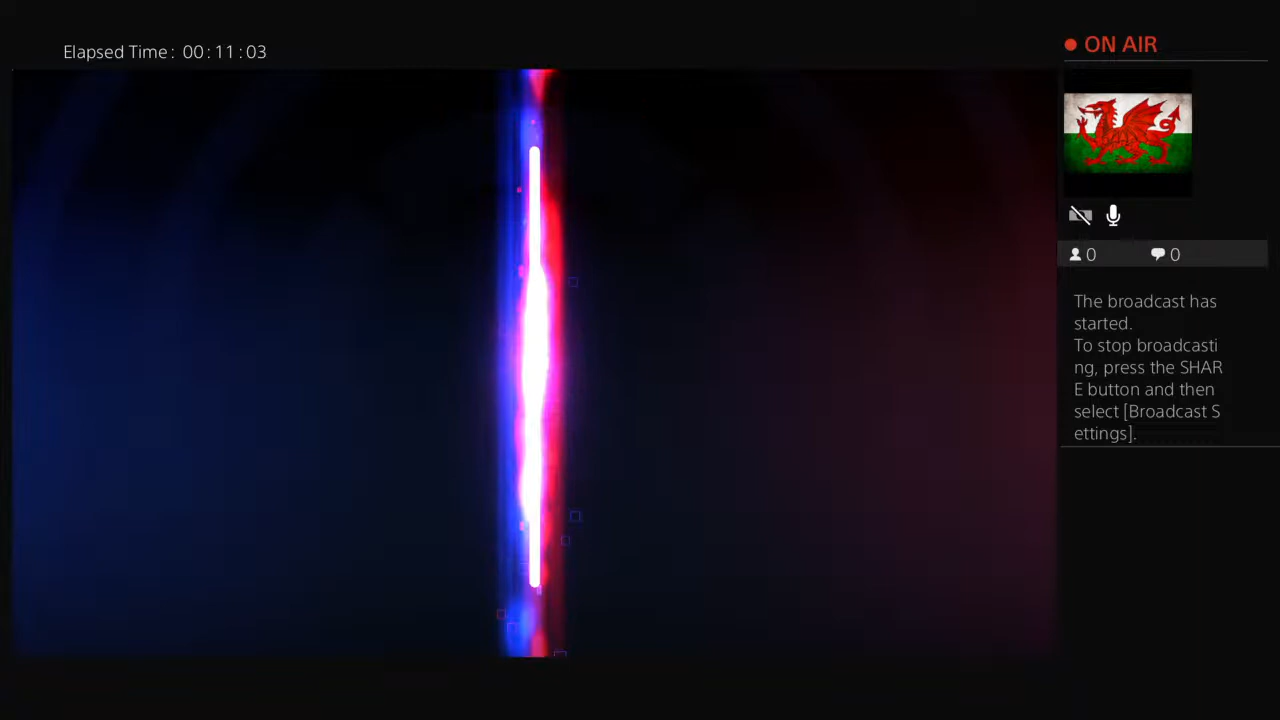 Elapsed Time: 00:11:03
ON AIR
0 0
The broadcast has
started.
To stop broadcasti
ng, press the SHAR
E button and then
select [Broadcast S
ettings].